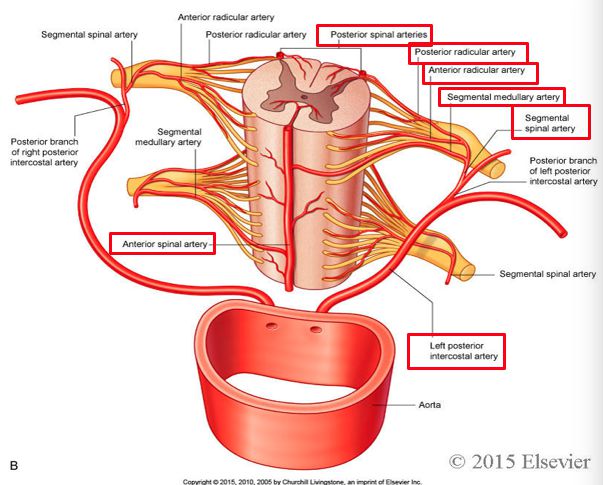 Anterior radicular artery
Segmental spinal artery
Posterior radicular artery
Posterior spinal arteries
Posterior radicular artery
Anterior radicular artery
Segmental medullary artery
Segmental
spinal artery
Posterior branch
of right posterior
intercostal artery
Segmental
medullary artery
Posterior branch
of left posterior
intercostal artery
Anterior spinal artery
Segmental spinal artery
Left posterior
intercostal artery
Aorta
B
© 2015 Elsevier
Copyright © 2015, 2010, 2005 by Churchill Livingstone, an imprint of Elsevier Inc.